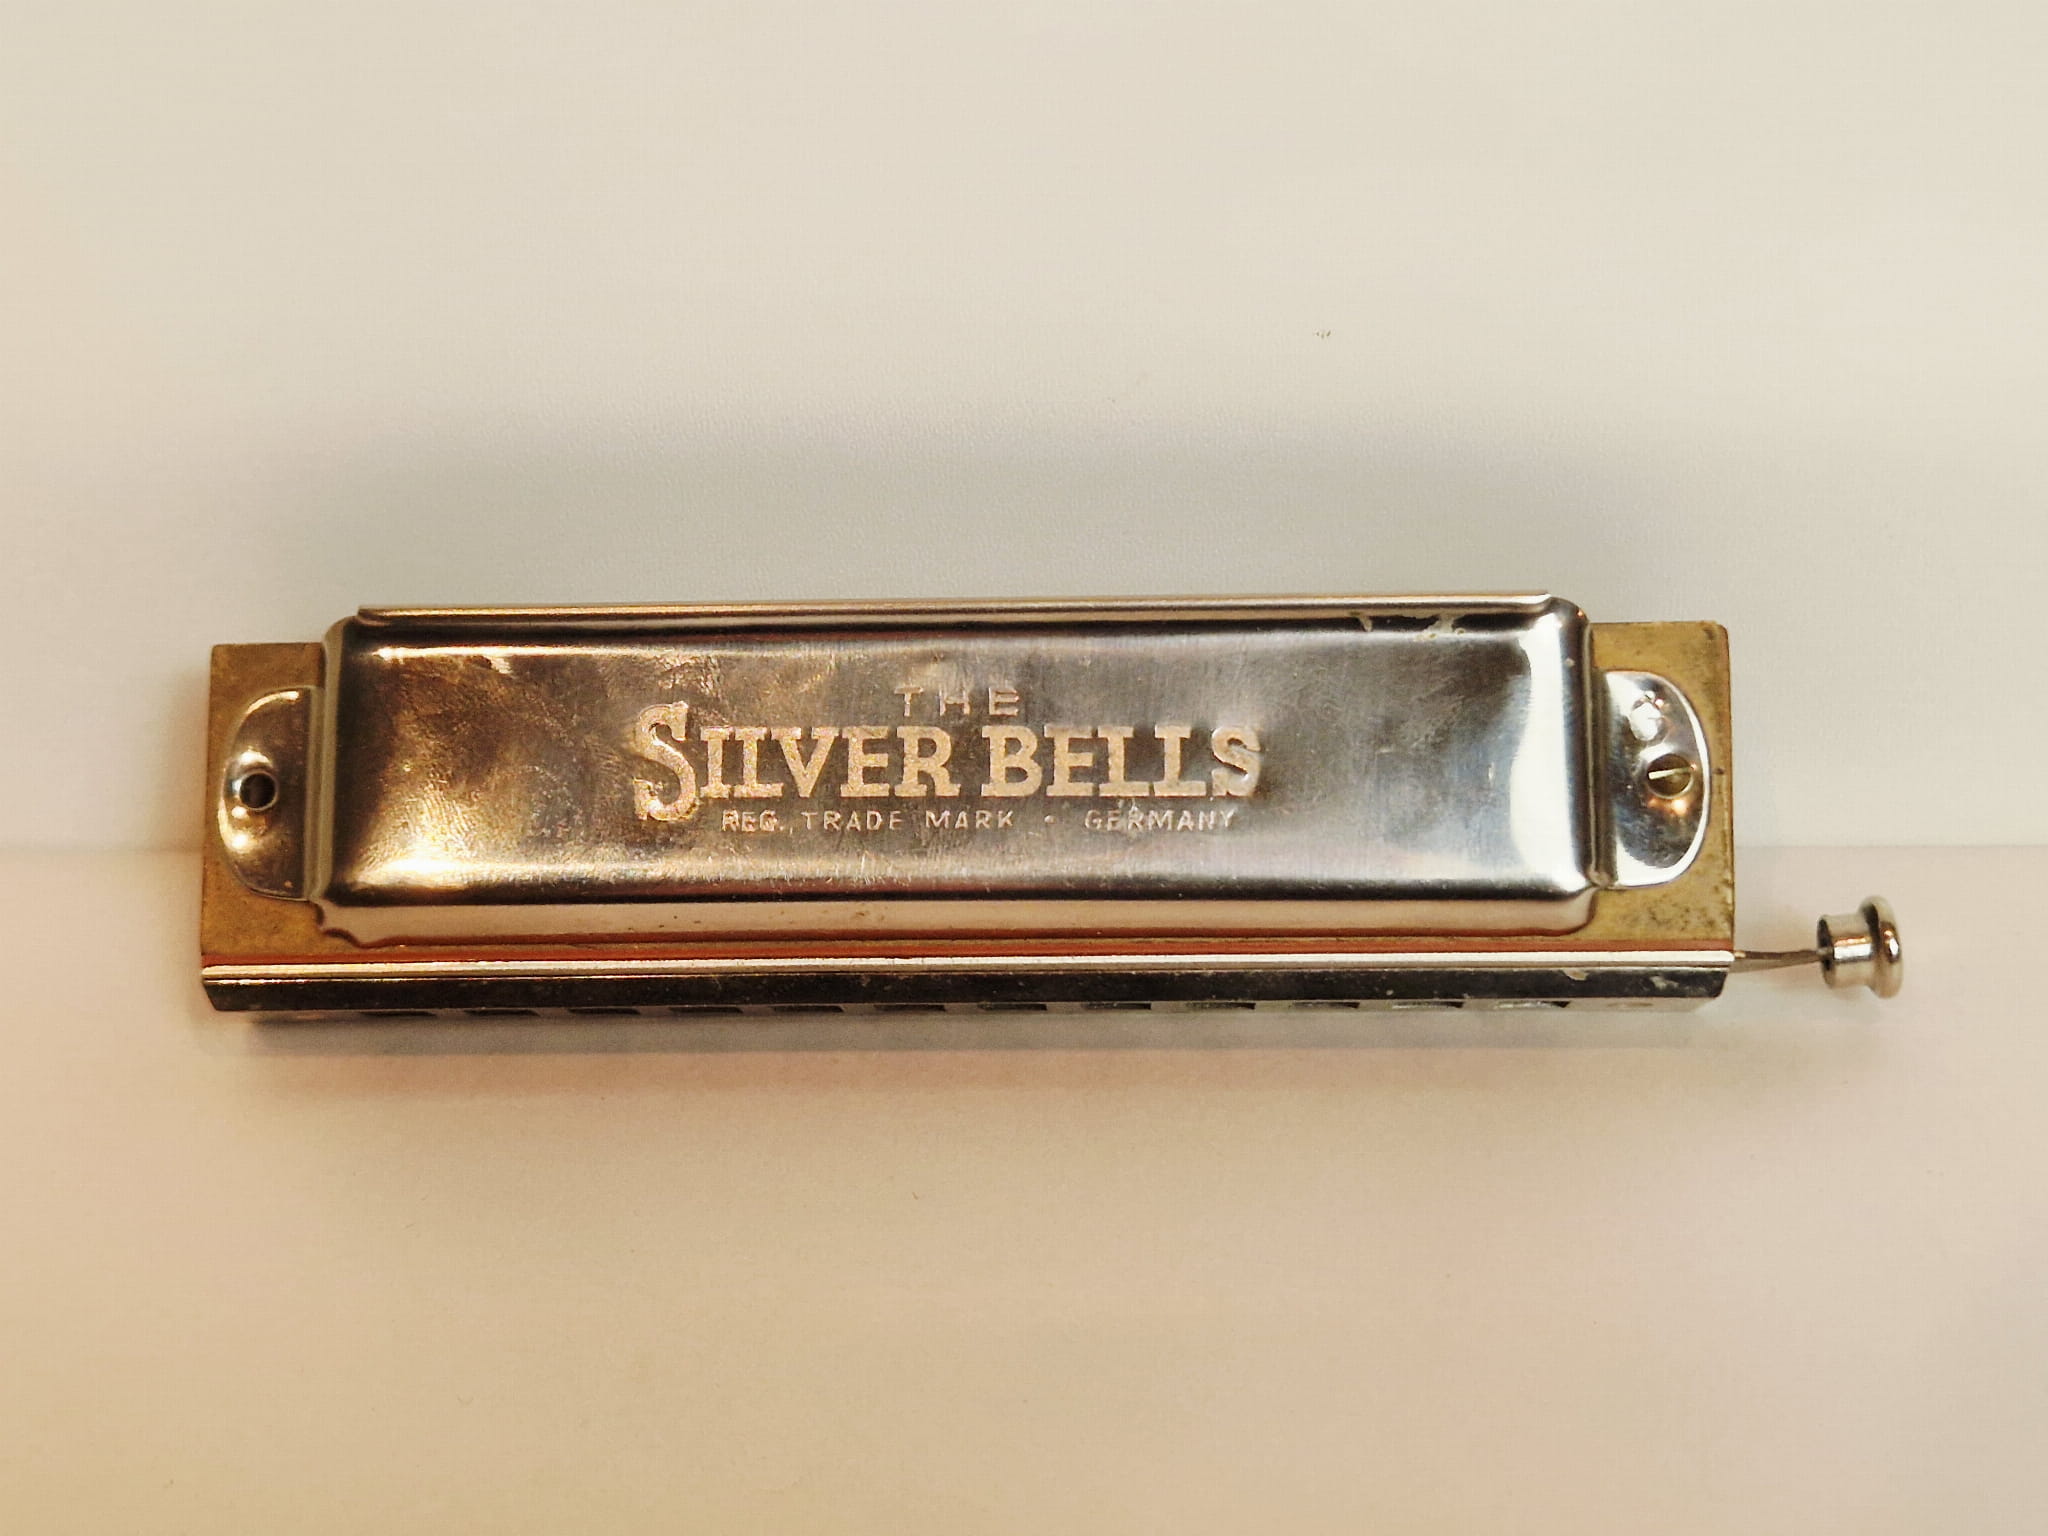 THE
SILVER BELLS
REG. TRADE MARK · GERMANY